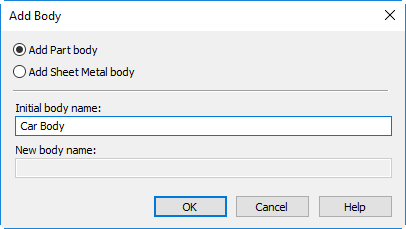 Add Body
Add Part body
Add Sheet Metal body
Initial body name:
Car Body
New body name:
OK Cancel Help